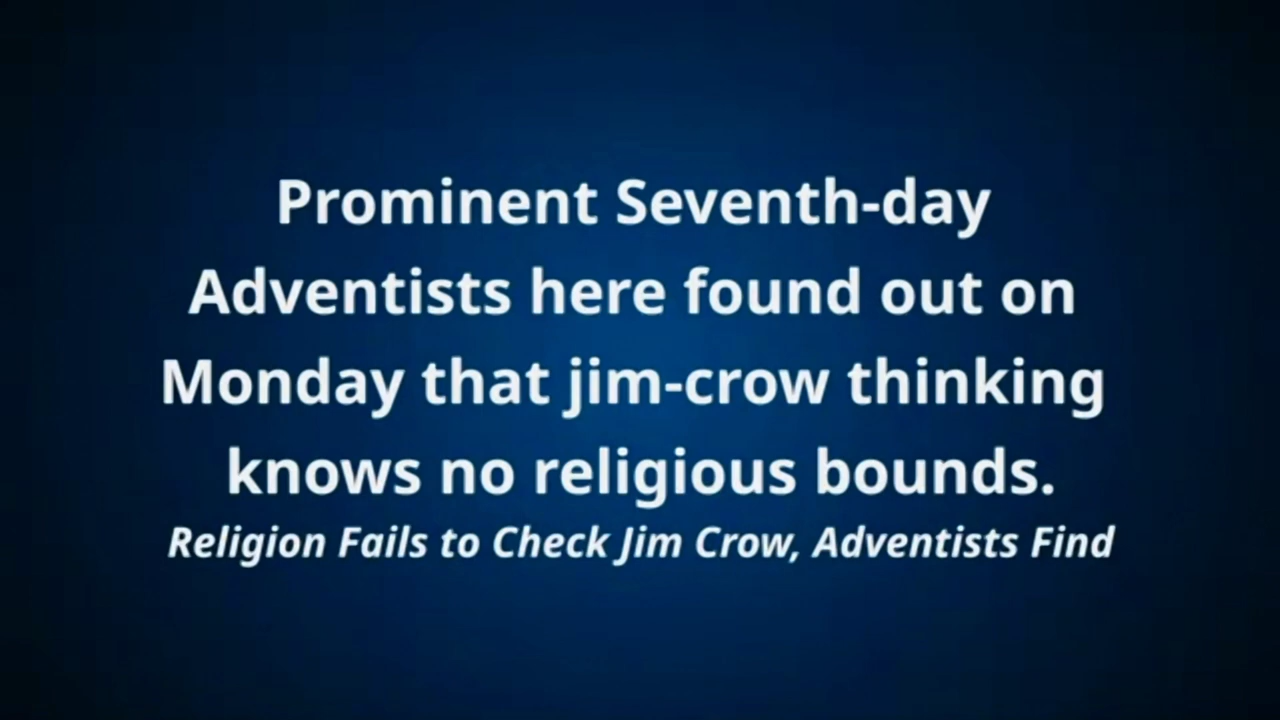 Prominent Seventh-day
Adventists here found out on
Monday that jim-crow thinking
knows no religious bounds.
Religion Fails to Check Jim Crow, Adventists Find